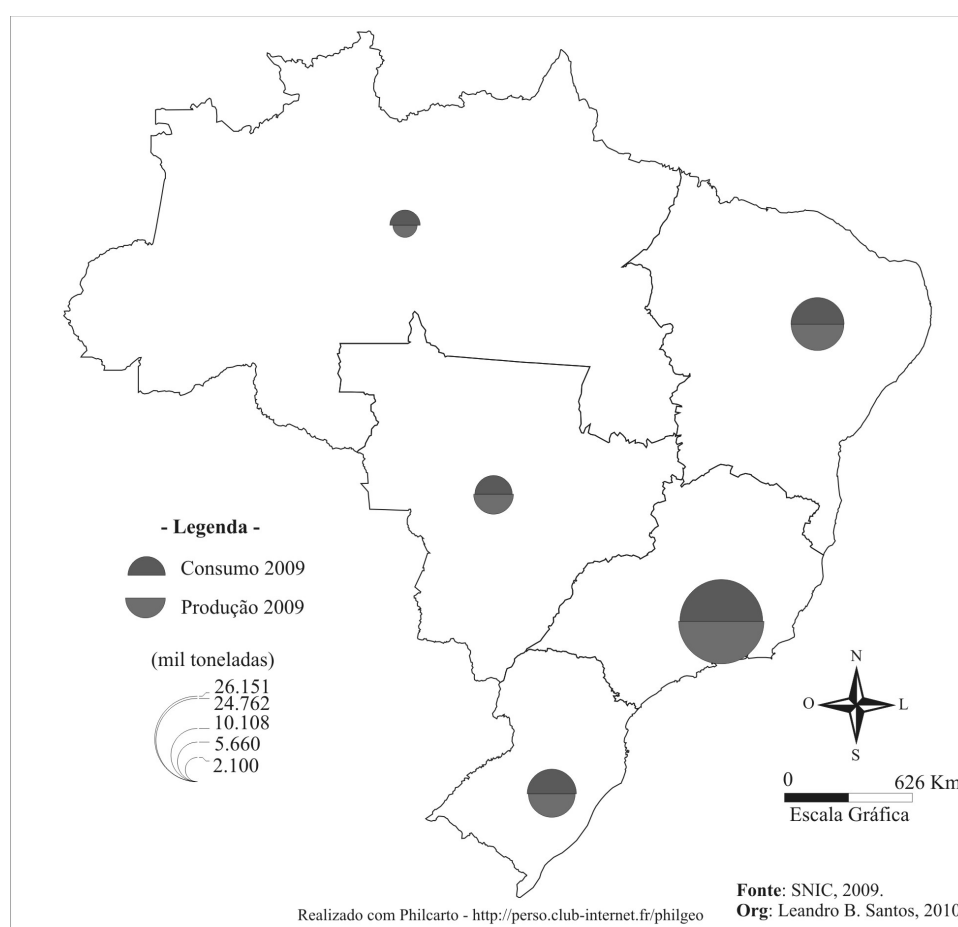 - Legenda -
Consumo 2009
Produção 2009
(mil toneladas)
26.151
24.762
10.108
5.660
2.100
N
O
L
S
0
626 Km
Escala Gráfica
Fonte: SNIC, 2009.
Org: Leandro B. Santos, 2010
Realizado com Philcarto - http://perso.club-internet.fr/philgeo